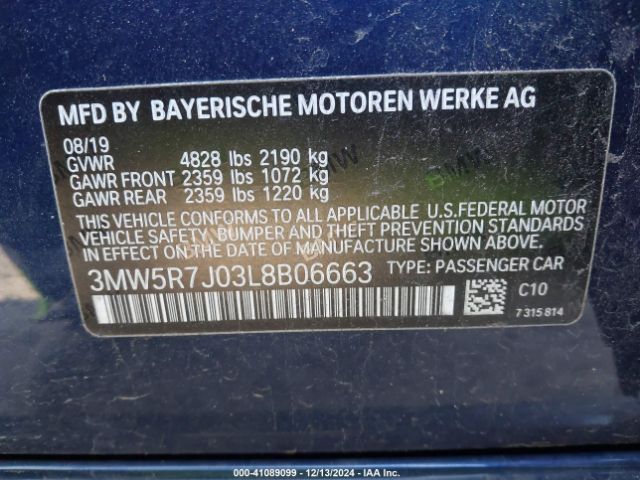 MFD BY BAYERISCHE MOTOREN WERKE AG
08/19
GVWR 4828 lbs 2190 kg
GAWR FRONT 2359 lbs 1072 kg
GAWR REAR 2359 lbs 1220 kg
THIS VEHICLE CONFORMS TO ALL APPLICABLE U.S.FEDERAL MOTOR
VEHICLE SAFETY, BUMPER AND THEFT PREVENTION STANDARDS
IN EFFECT ON THE DATE OF MANUFACTURE SHOWN ABOVE.
3MW5R7J03L8B06663 TYPE: PASSENGER CAR
C10
7 315 814
000-41089099 - 12/13/2024 - IAA Inc.